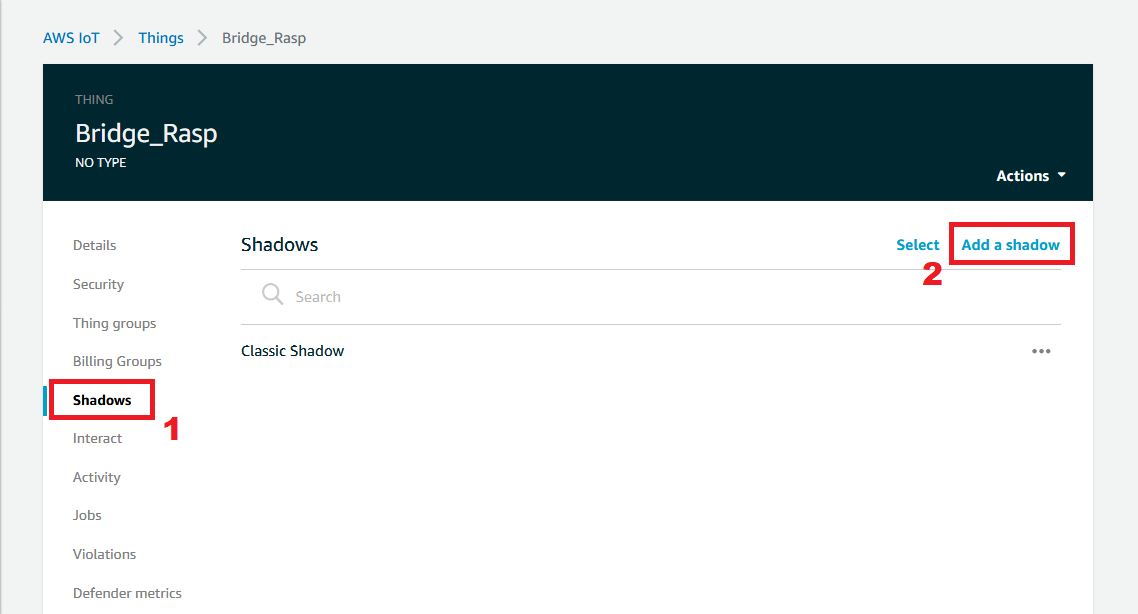 AWS IoT > Things > Bridge_Rasp
THING
Bridge_Rasp
NO TYPE
Actions
Details
Security
Thing groups
Billing Groups
Shadows
1
Interact
Activity
Jobs
Violations
Defender metrics
Shadows
Select
Add a shadow
2
Search
Classic Shadow
•••